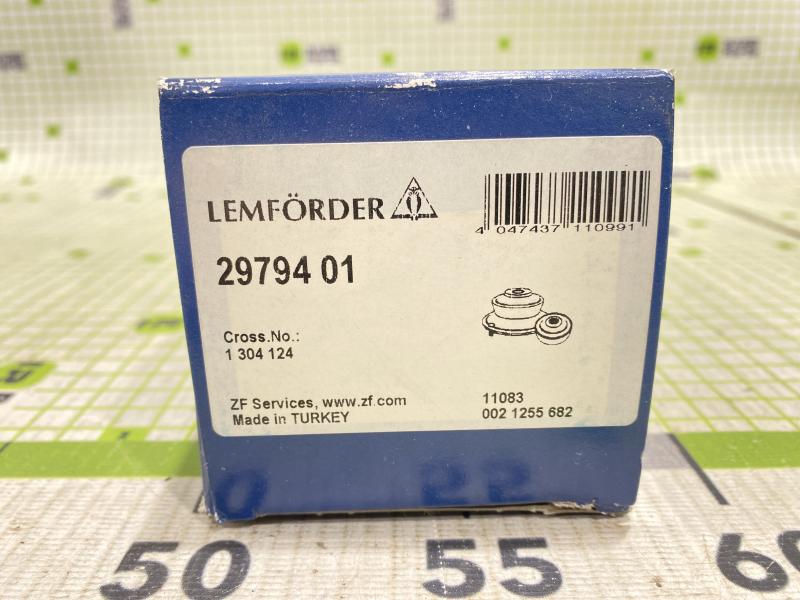 LEMFÖRDER
4 047437 110991
29794 01
Cross.No.:
1 304 124
ZF Services, www.zf.com
Made in TURKEY
11083
002 1255 682
50
55
60